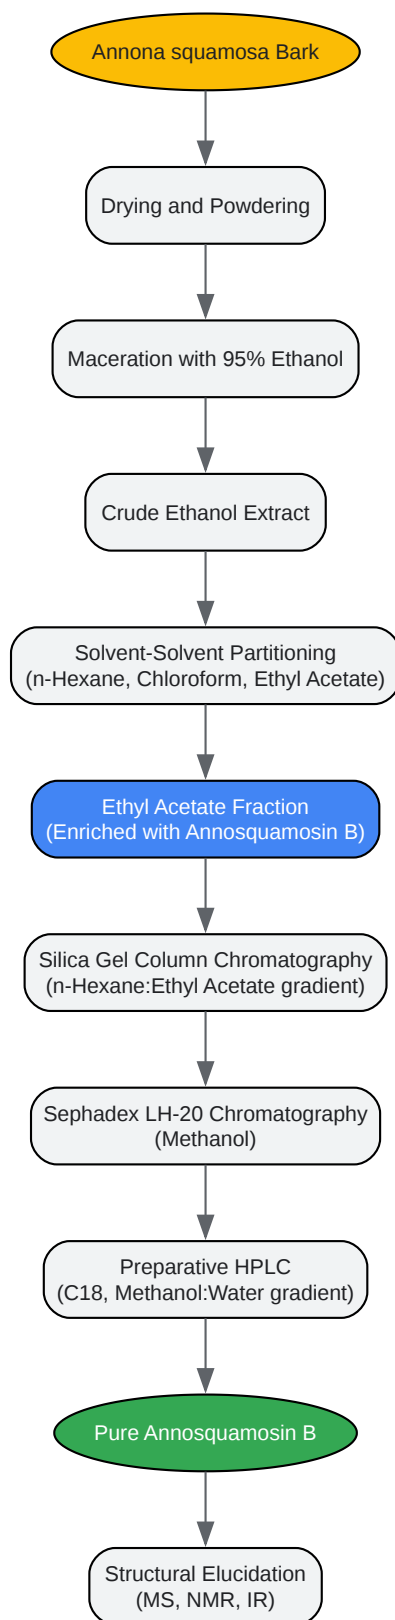 Annona squamosa Bark
Drying and Powdering
Maceration with 95% Ethanol
Crude Ethanol Extract
Solvent-Solvent Partitioning
(n-Hexane, Chloroform, Ethyl Acetate)
Ethyl Acetate Fraction
(Enriched with Annosquamosin B)
Silica Gel Column Chromatography
(n-Hexane:Ethyl Acetate gradient)
Sephadex LH-20 Chromatography
(Methanol)
Preparative HPLC
(C18, Methanol:Water gradient)
Pure Annosquamosin B
Structural Elucidation
(MS, NMR, IR)